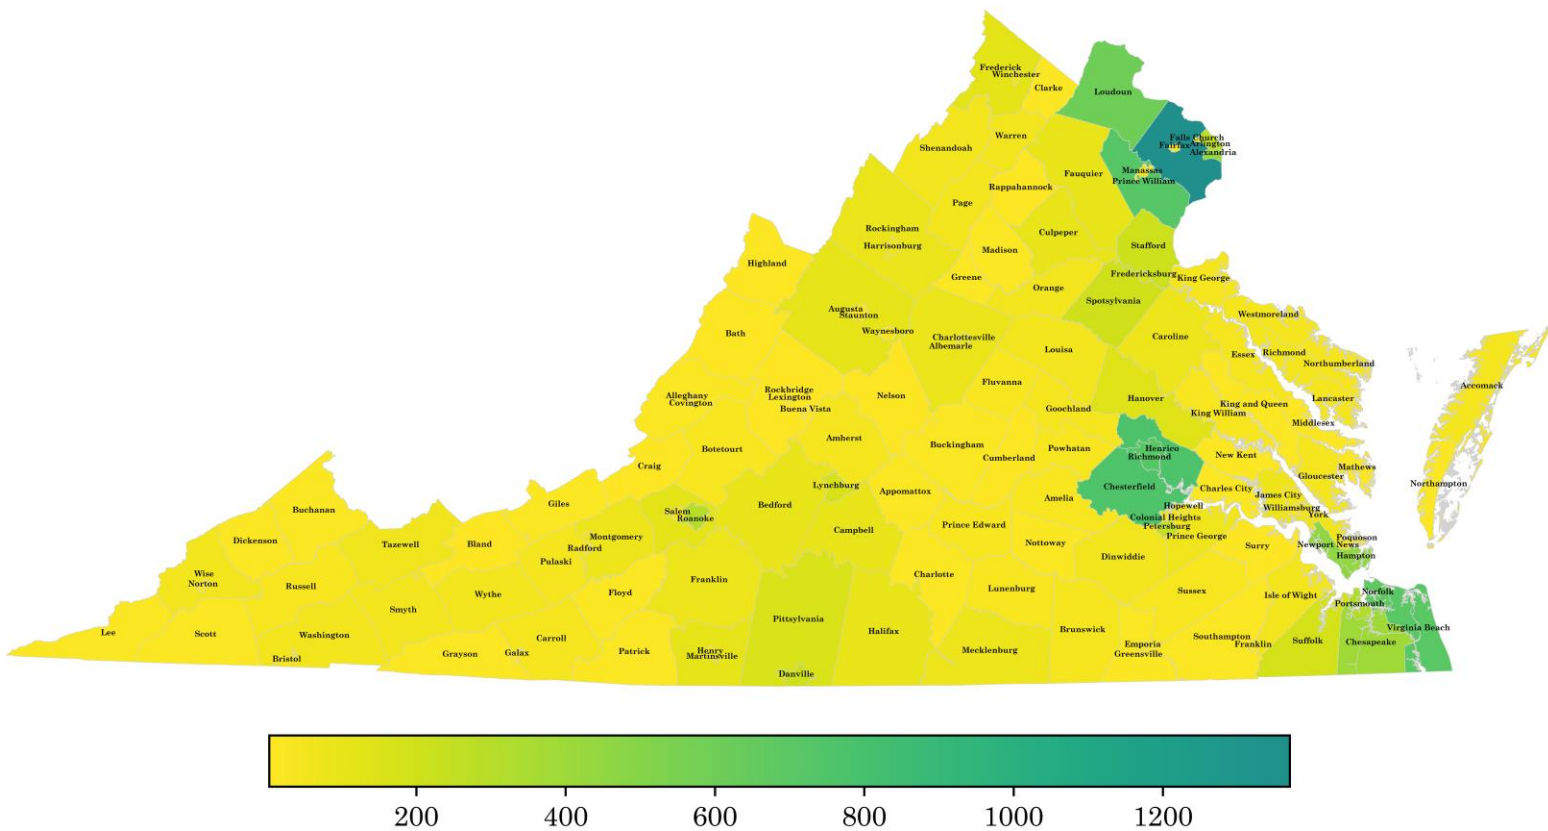 Frederick
Winchester
Clarke
Loudoun
Warren
Falls Church
Shenandoah
Fairfax
Arlington
Alexandria
Manassas
Fauquier
Prince William
Rappahannock
Page
Rockingham
Culpeper
Harrisonburg
Stafford
Madison
Highland
Fredericksburg
Greene
King George
Orange
Spotsylvania
Augusta
Staunton
Westmoreland
Waynesboro
Bath
Charlottesville
Caroline
Albemarle
Louisa
Essex
Richmond
Northumberland
Fluvanna
Accomack
Rockbridge
Alleghany
Lexington
Nelson
Covington
Hanover
Lancaster
Buena Vista
Goochland
King and Queen
King William
Middlesex
Amherst
Buckingham
Botetourt
Powhatan
Henrico
Richmond
New Kent
Cumberland
Craig
Mathews
Gloucester
Northampton
Lynchburg
Chesterfield
Charles City
Appomattox
James City
Amelia
Giles
Bedford
Hopewell
Williamsburg
Buchanan
Salem
Roanoke
York
Colonial Heights
Prince Edward
Petersburg
Campbell
Prince George
Dickenson
Montgomery
Poquoson
Tazewell
Bland
Nottoway
Surry
Newport News
Radford
Hampton
Dinwiddie
Pulaski
Wise
Charlotte
Norton
Franklin
Russell
Lunenburg
Sussex
Floyd
Wythe
Norfolk
Isle of Wight
Portsmouth
Smyth
Pittsylvania
Virginia Beach
Lee
Scott
Washington
Halifax
Brunswick
Carroll
Southampton
Suffolk
Chesapeake
Emporia
Franklin
Henry
Patrick
Mecklenburg
Galax
Grayson
Greensville
Martinsville
Bristol
Danville
200 400 600 800 1000 1200